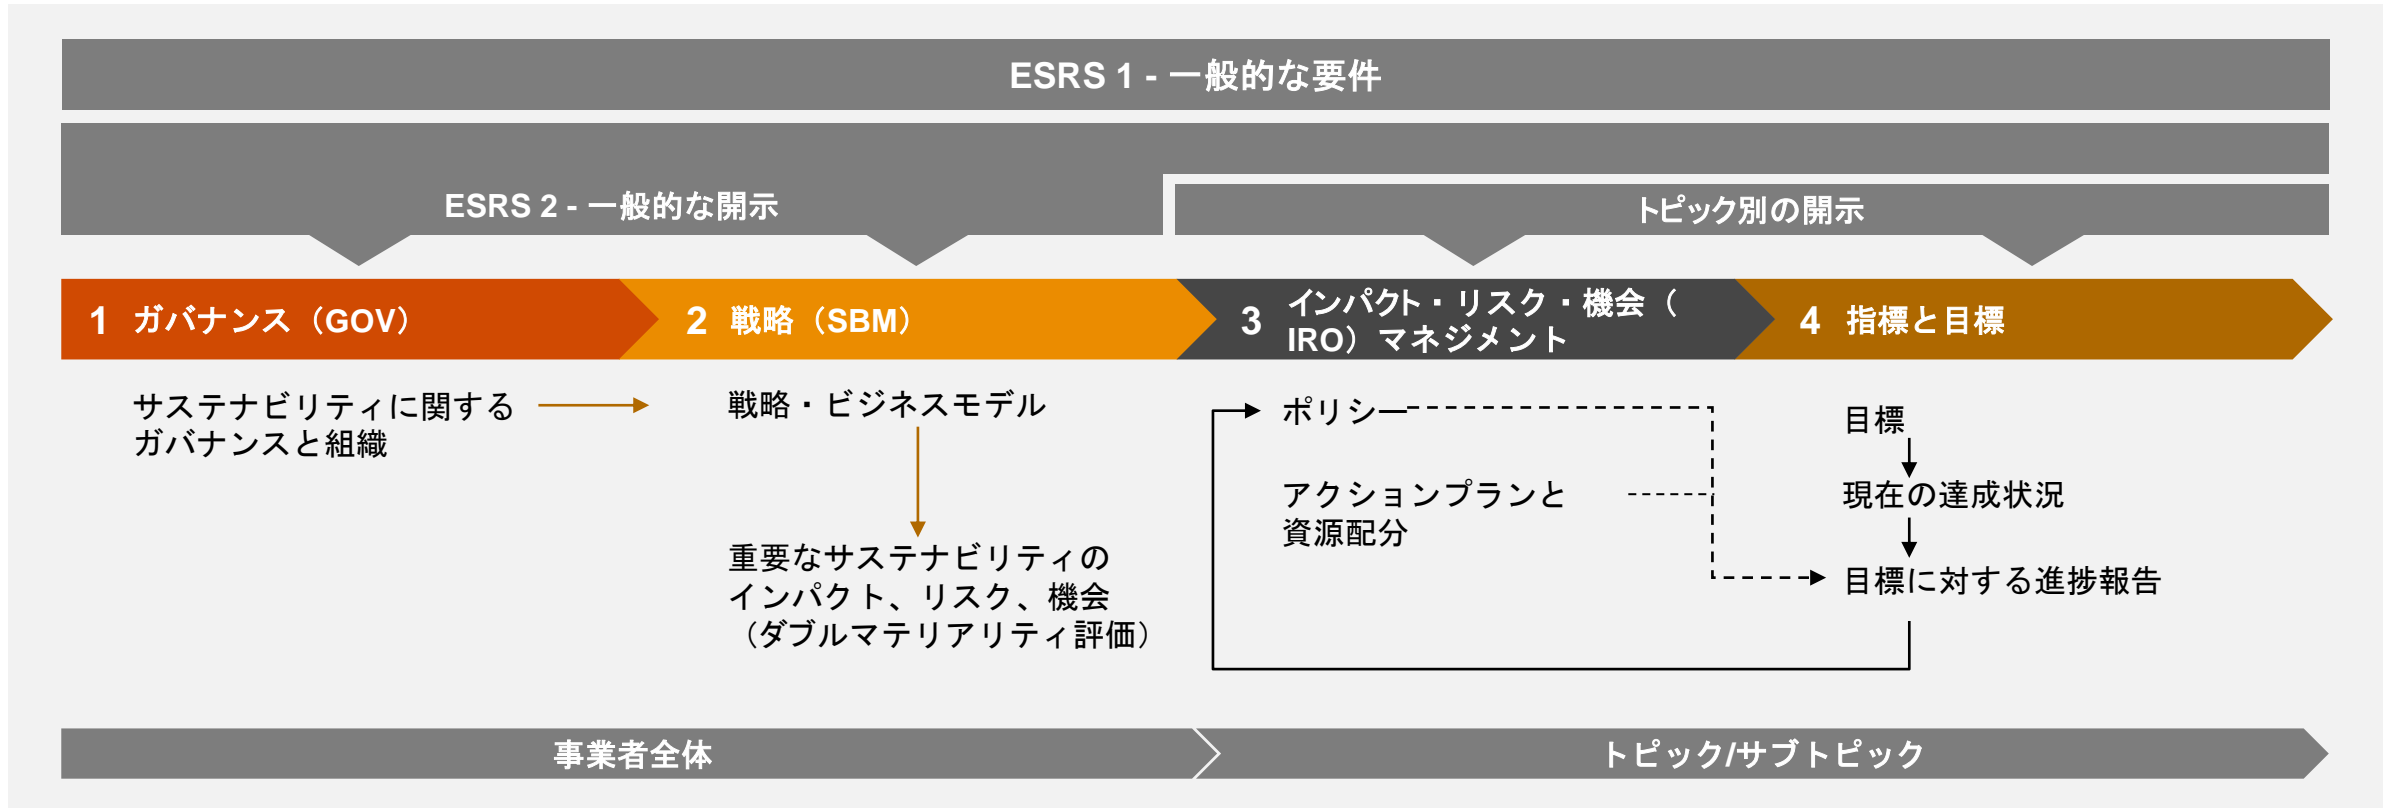 ESRS 1 - 一般的な要件
ESRS 2 - 一般的な開示
トピック別の開示
1 ガバナンス（GOV）
2 戦略（SBM）
3 インパクト・リスク・機会（
IRO）マネジメント
4 指標と目標
サステナビリティに関する
ガバナンスと組織
戦略・ビジネスモデル
重要なサステナビリティの
インパクト、リスク、機会
（ダブルマテリアリティ評価）
ポリシー
アクションプランと
資源配分
目標
現在の達成状況
目標に対する進捗報告
事業者全体
トピック/サブトピック